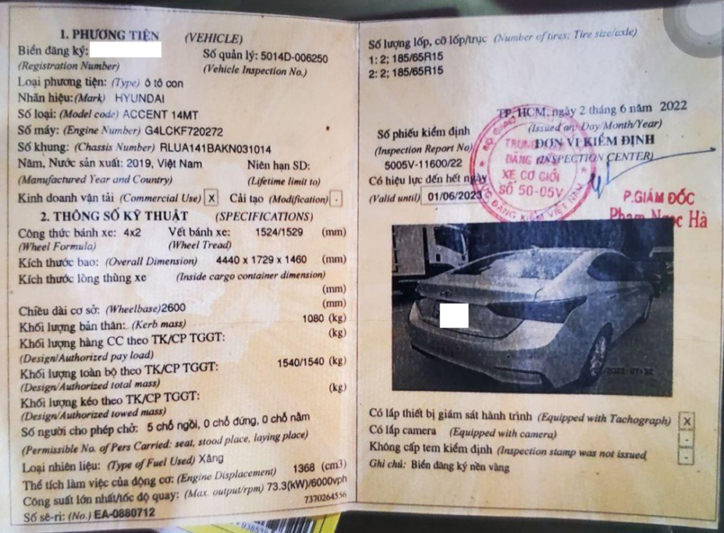 1. PHƯƠNG TIỆN (VEHICLE)
Biển đăng ký:
(Registration Number)
Số quản lý: 5014D-006250
(Vehicle Inspection No.)
Loại phương tiện: (Type) ô tô con
Nhãn hiệu: (Mark) HYUNDAI
Số loại: (Model code) ACCENT 14MT
Số máy: (Engine Number) G4LCKF720272
Số khung: (Chassis Number) RLUA141BAKN031014
Năm, Nước sản xuất: 2019, Việt Nam Niên hạn SD:
(Manufactured Year and Country) (Lifetime limit to)
Kinh doanh vận tải (Commercial Use) X Cải tạo (Modification) -
2. THÔNG SỐ KỸ THUẬT (SPECIFICATIONS)
Công thức bánh xe: 4x2 Vết bánh xe: 1524/1529 (mm)
(Wheel Formula) (Wheel Tread)
Kích thước bao: (Overall Dimension) 4440 x 1729 x 1460 (mm)
Kích thước lòng thùng xe (Inside cargo container dimension)
(mm)
Chiều dài cơ sở: (Wheelbase) 2600 (mm)
Khối lượng bản thân: (Kerb mass) 1080 (kg)
Khối lượng hàng CC theo TK/CP TGGT: (kg)
(Design/Authorized pay load)
Khối lượng toàn bộ theo TK/CP TGGT: 1540/1540 (kg)
(Design/Authorized total mass)
Khối lượng kéo theo TK/CP TGGT: (kg)
(Design/Authorized towed mass)
Số người cho phép chở: 5 chỗ ngồi, 0 chỗ đứng, 0 chỗ nằm
(Permissible No. of Pers Carried: seat, stood place, laying place)
Loại nhiên liệu: (Type of Fuel Used) Xăng
Thể tích làm việc của động cơ: (Engine Displacement) 1368 (cm3)
Công suất lớn nhất/tốc độ quay: (Max. output/rpm) 73.3(kW)/6000vph
7370264556
Số sê-ri: (No.) EA-0880712
Số lượng lốp, cỡ lốp/trục (Number of tires; Tire size/axle)
1: 2; 185/65R15
2: 2; 185/65R15
TP. HCM, ngày 2 tháng 6 năm 2022
(Issued on: Day/Month/Year)
Số phiếu kiểm định
(Inspection Report No)
5005V-11600/22
ĐƠN VỊ KIỂM ĐỊNH
(INSPECTION CENTER)
Có hiệu lực đến hết ngày
(Valid until) 01/06/2023
ĐĂNG KIỂM
XE CƠ GIỚI
SỐ 50-05V
P.GIÁM ĐỐC
Phạm Ngọc Hà
Có lắp thiết bị giám sát hành trình (Equipped with Tachograph) X
Có lắp camera (Equipped with camera) -
Không cấp tem kiểm định (Inspection stamp was not issued -
Ghi chú: Biển đăng ký nền vàng